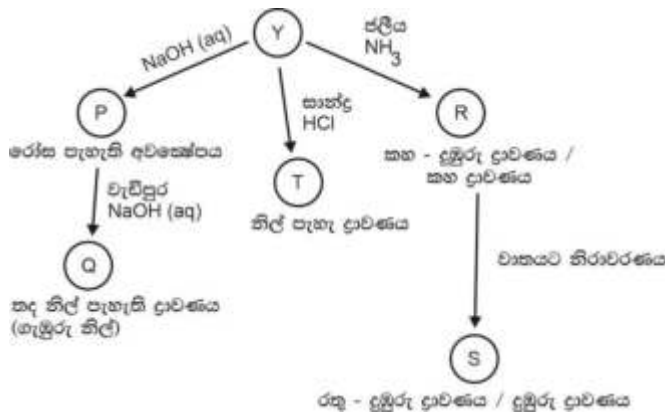 Y
NaOH (aq)
ජලීය
NH3
සාන්ද්‍ර
HCl
P
රෝස පැහැති අවක්ෂේපය
R
කහ - දුඹුරු ද්‍රාවණය /
කහ ද්‍රාවණය
T
නිල් පැහැ ද්‍රාවණය
වැඩිපුර
NaOH (aq)
Q
තද නිල් පැහැති ද්‍රාවණය
(ගැඹුරු නිල්)
වාතයට නිරාවරණය
S
රතු - දුඹුරු ද්‍රාවණය / දුඹුරු ද්‍රාවණය